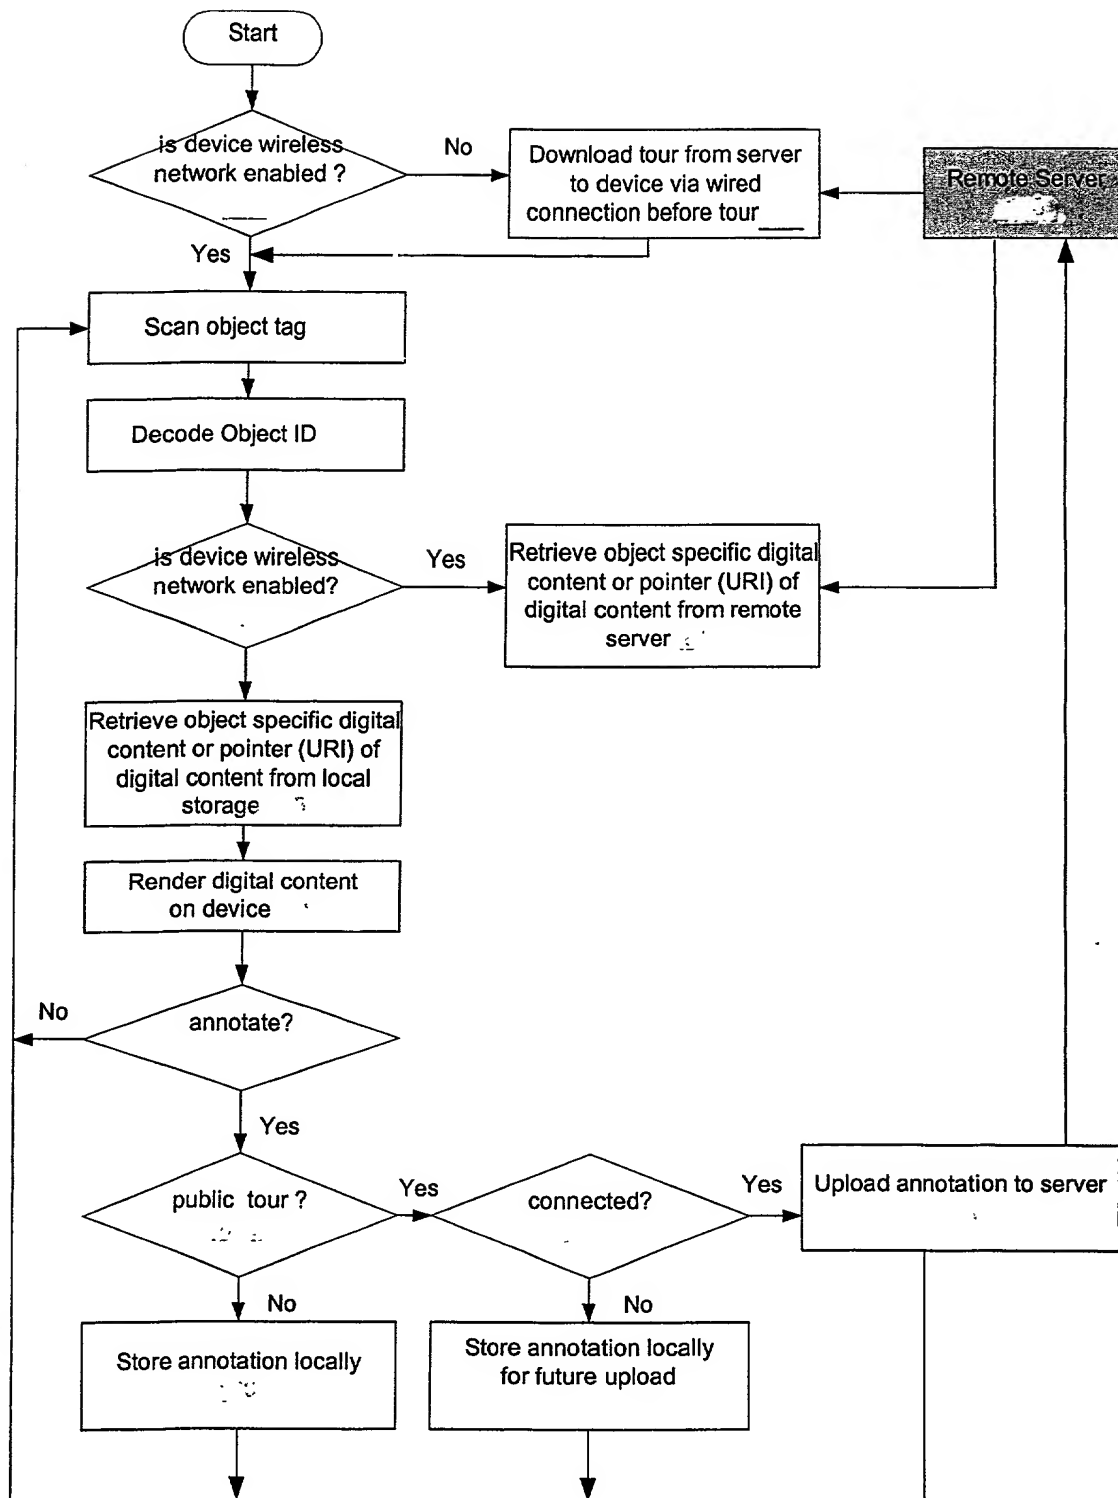 Start
is device wireless
network enabled ?
No
Download tour from server
to device via wired
connection before tour
Remote Server
Yes
Scan object tag
Decode Object ID
is device wireless
network enabled?
Yes
Retrieve object specific digital
content or pointer (URI) of
digital content from remote
server
Retrieve object specific digital
content or pointer (URI) of
digital content from local
storage
Render digital content
on device
No
annotate?
Yes
public tour ?
Yes
connected?
Yes
Upload annotation to server
No
No
Store annotation locally
Store annotation locally
for future upload